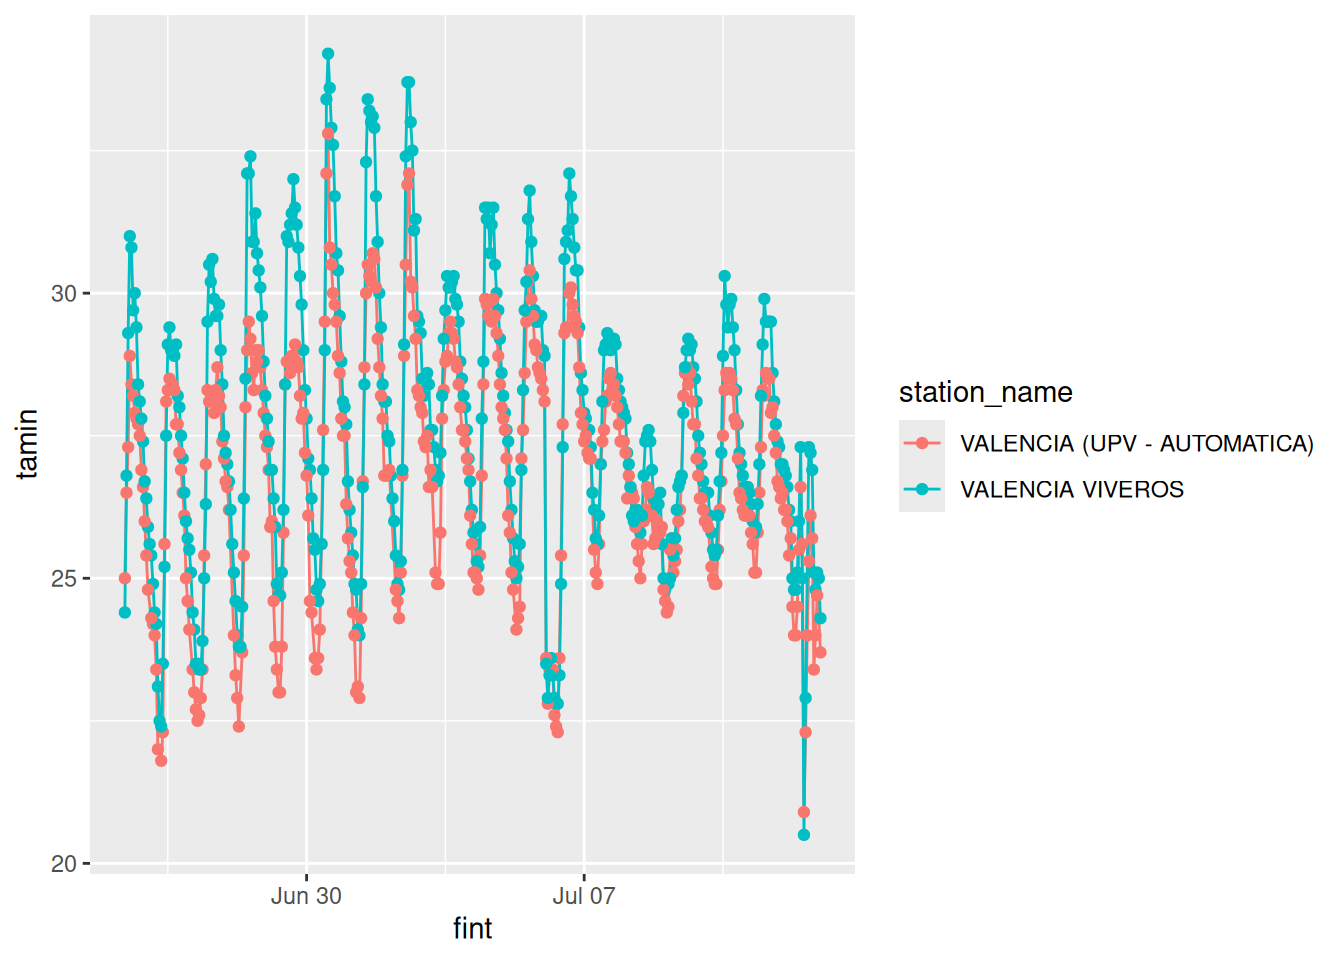 30
25
20
tamin
Jun 30
Jul 07
fint
station_name
VALENCIA (UPV - AUTOMATICA)
VALENCIA VIVEROS